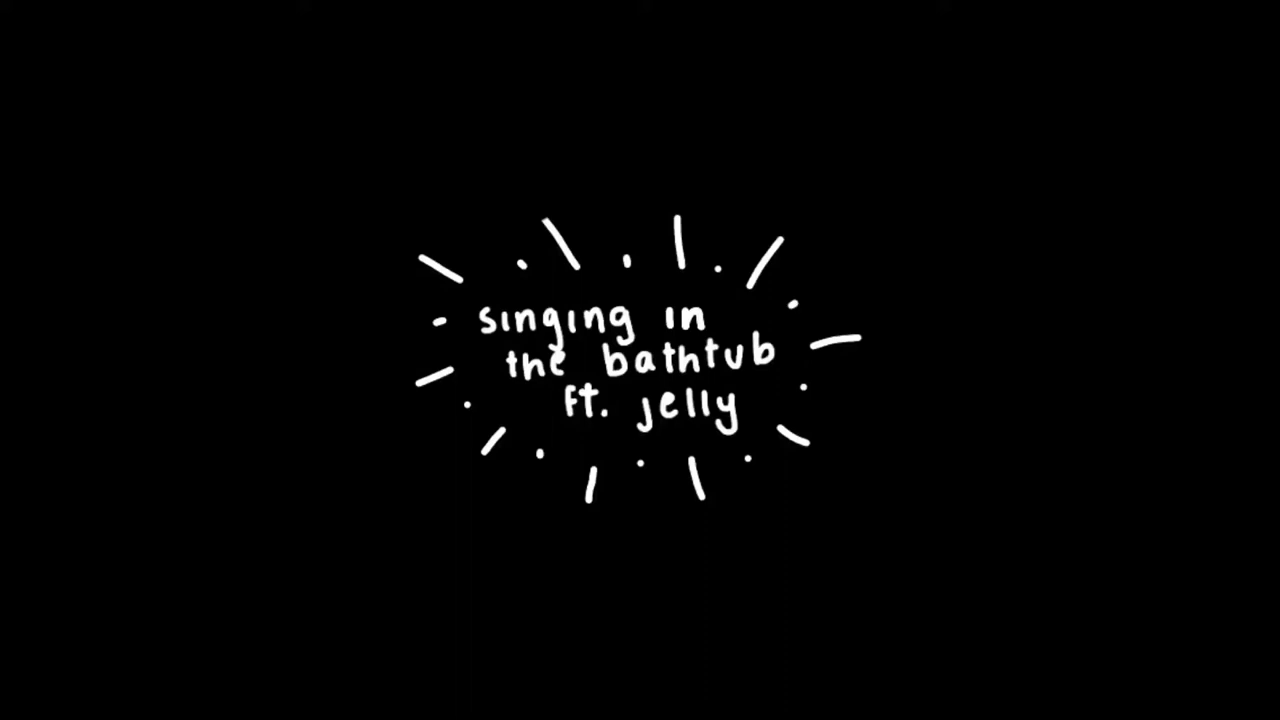 singing in
the bathtub
ft. jelly